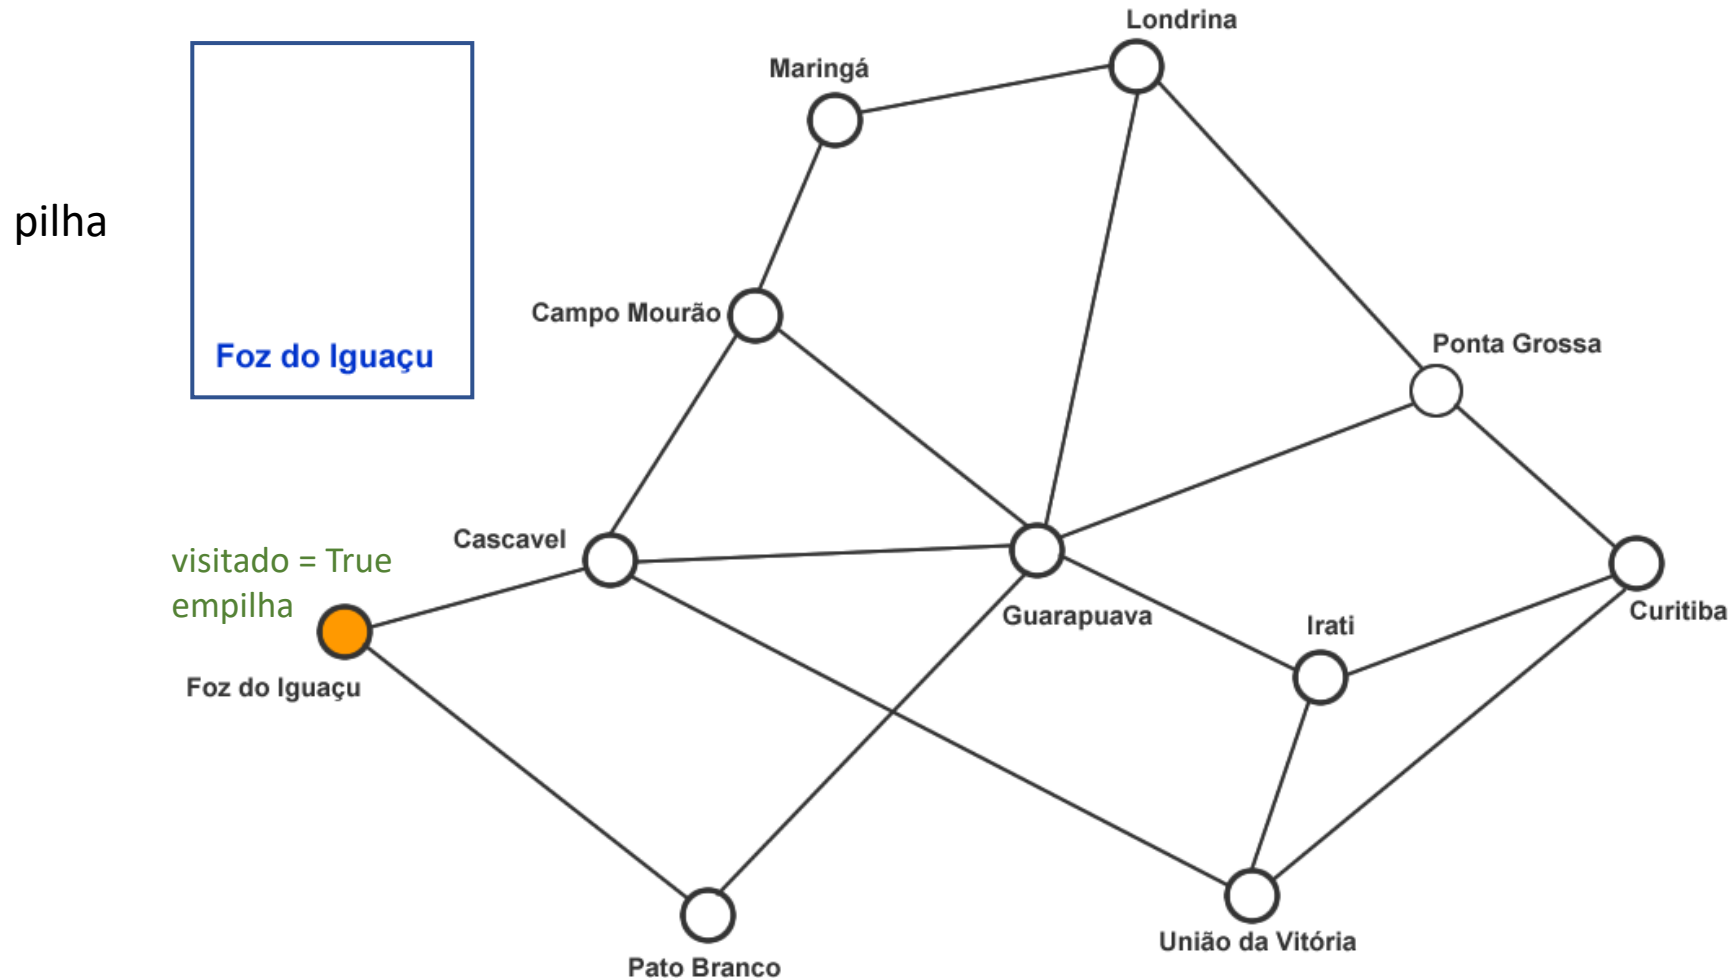 Londrina
Maringá
pilha
Campo Mourão
Ponta Grossa
Foz do Iguaçu
Cascavel
visitado = True
empilha
Guarapuava
Curitiba
Irati
Foz do Iguaçu
União da Vitória
Pato Branco